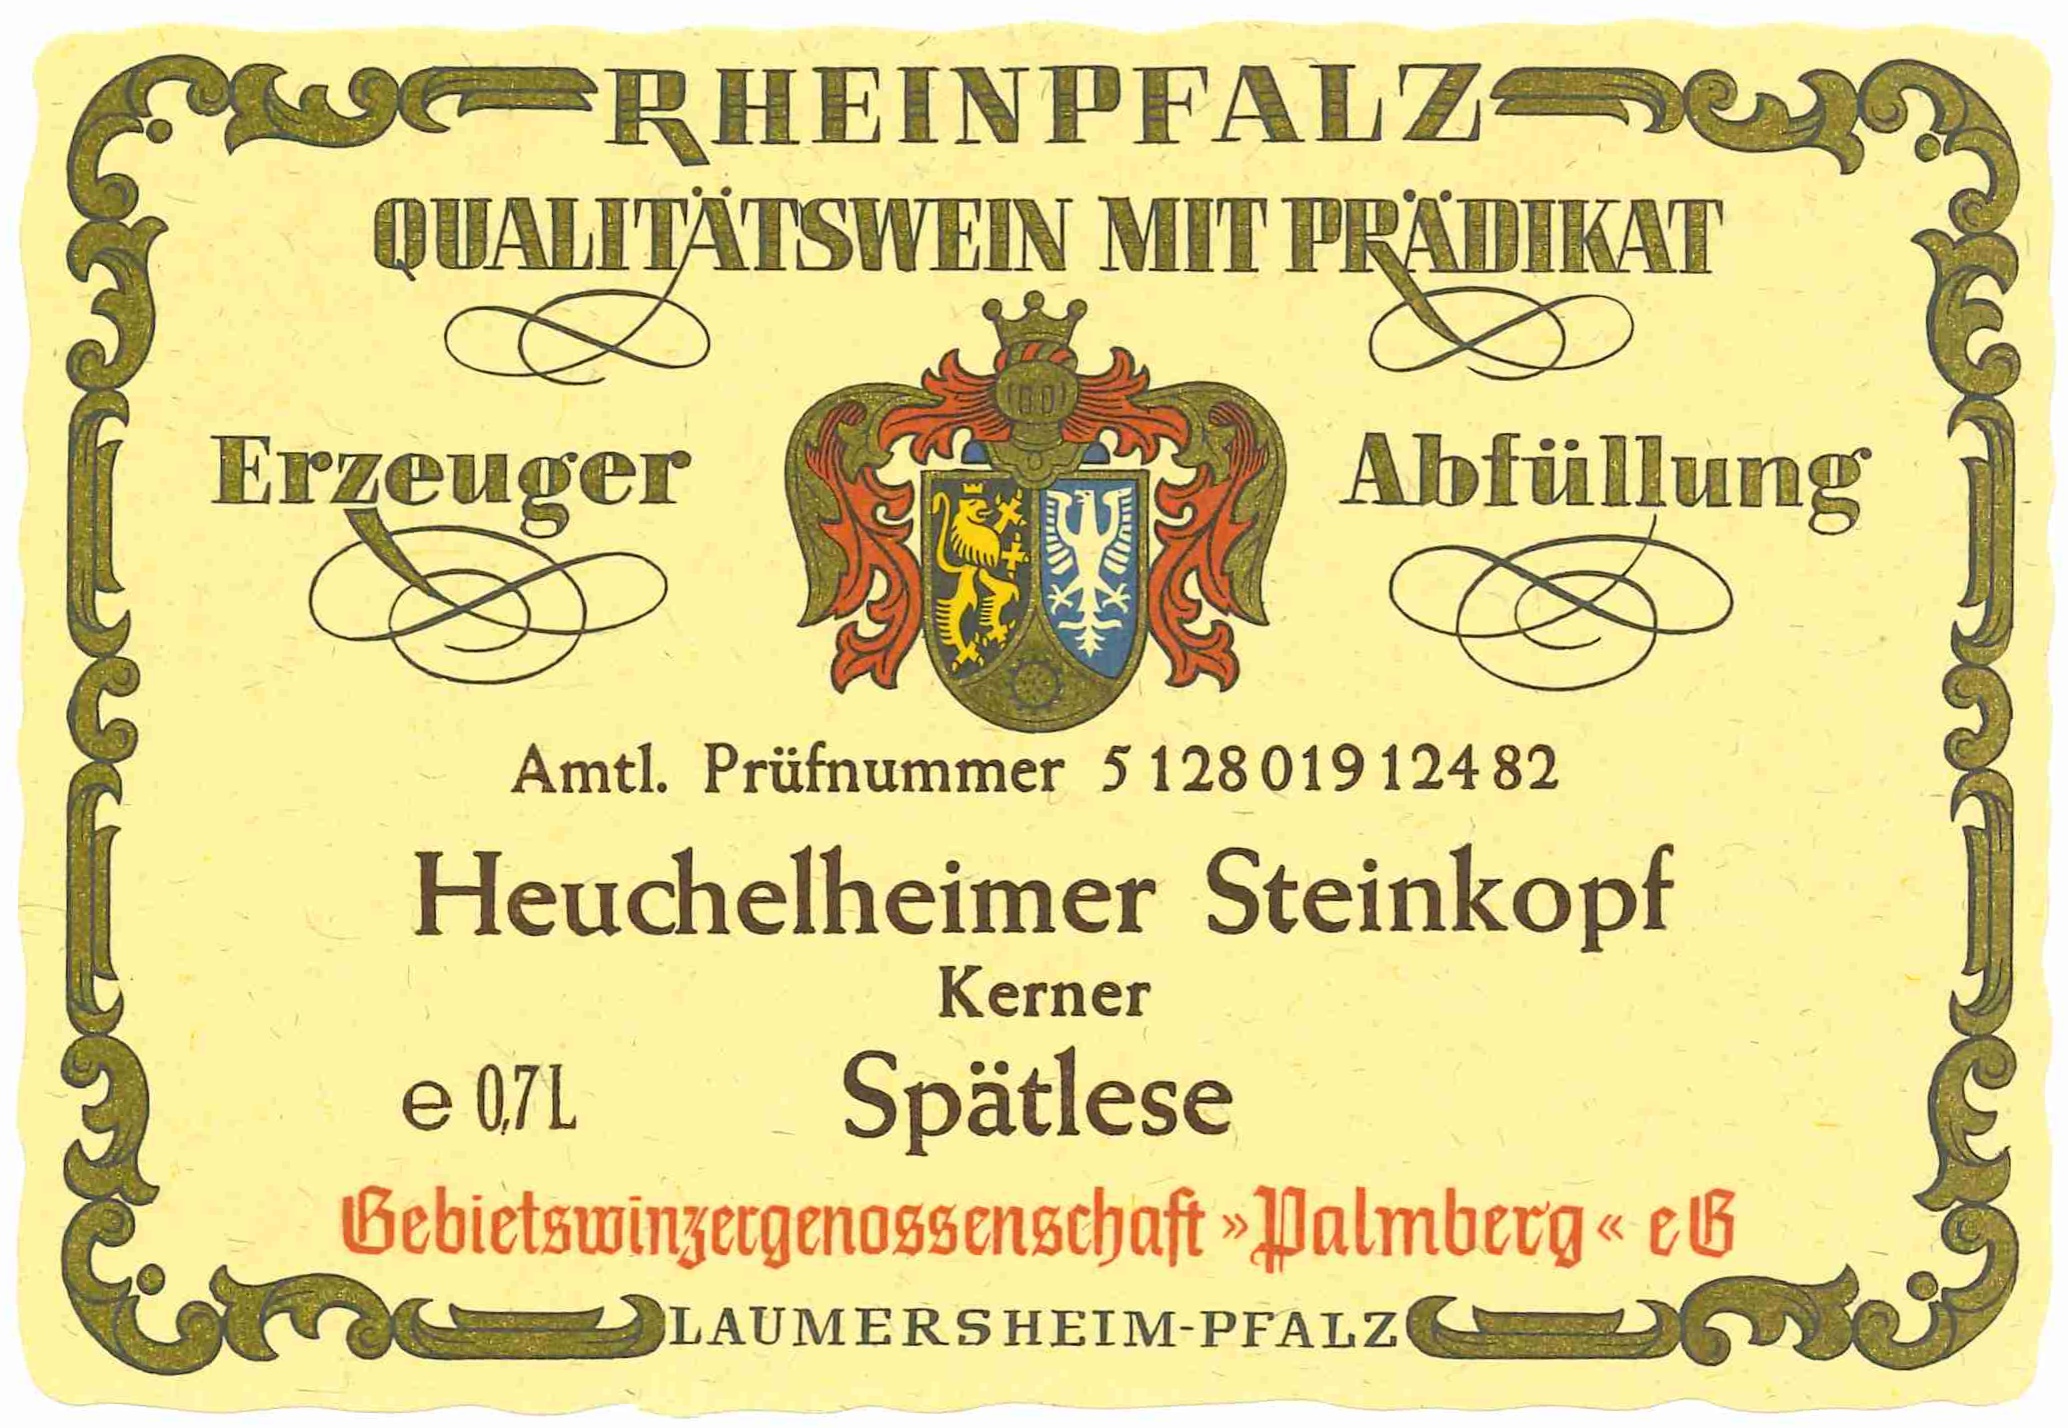 RHEINPFALZ
QUALITÄTSWEIN MIT PRÄDIKAT
Erzeuger Abfüllung
Amtl. Prüfnummer 5 128 019 124 82
Heuchelheimer Steinkopf
Kerner
e 0,7 L Spätlese
Gebietswinzergenossenschaft »Palmberg« eG
LAUMERSHEIM-PFALZ